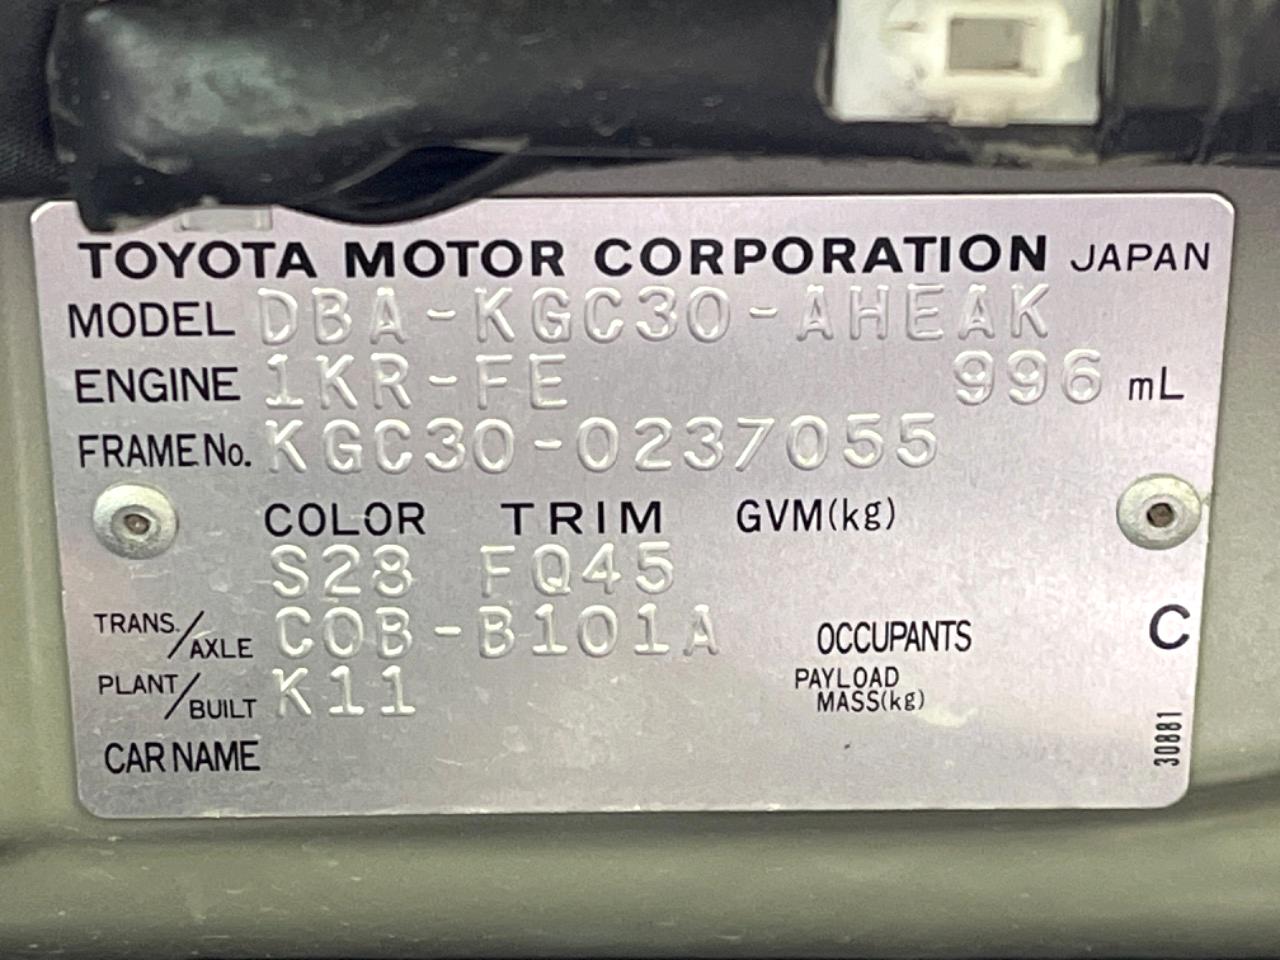 TOYOTA MOTOR CORPORATION JAPAN
MODEL DBA-KGC30-AHEAK
ENGINE 1KR-FE 996 mL
FRAME No. KGC30-0237055
COLOR TRIM GVM(kg)
S28 FQ45
TRANS./AXLE C0B-B101A OCCUPANTS C
PLANT/BUILT K11 PAYLOAD MASS(kg)
CAR NAME
30881